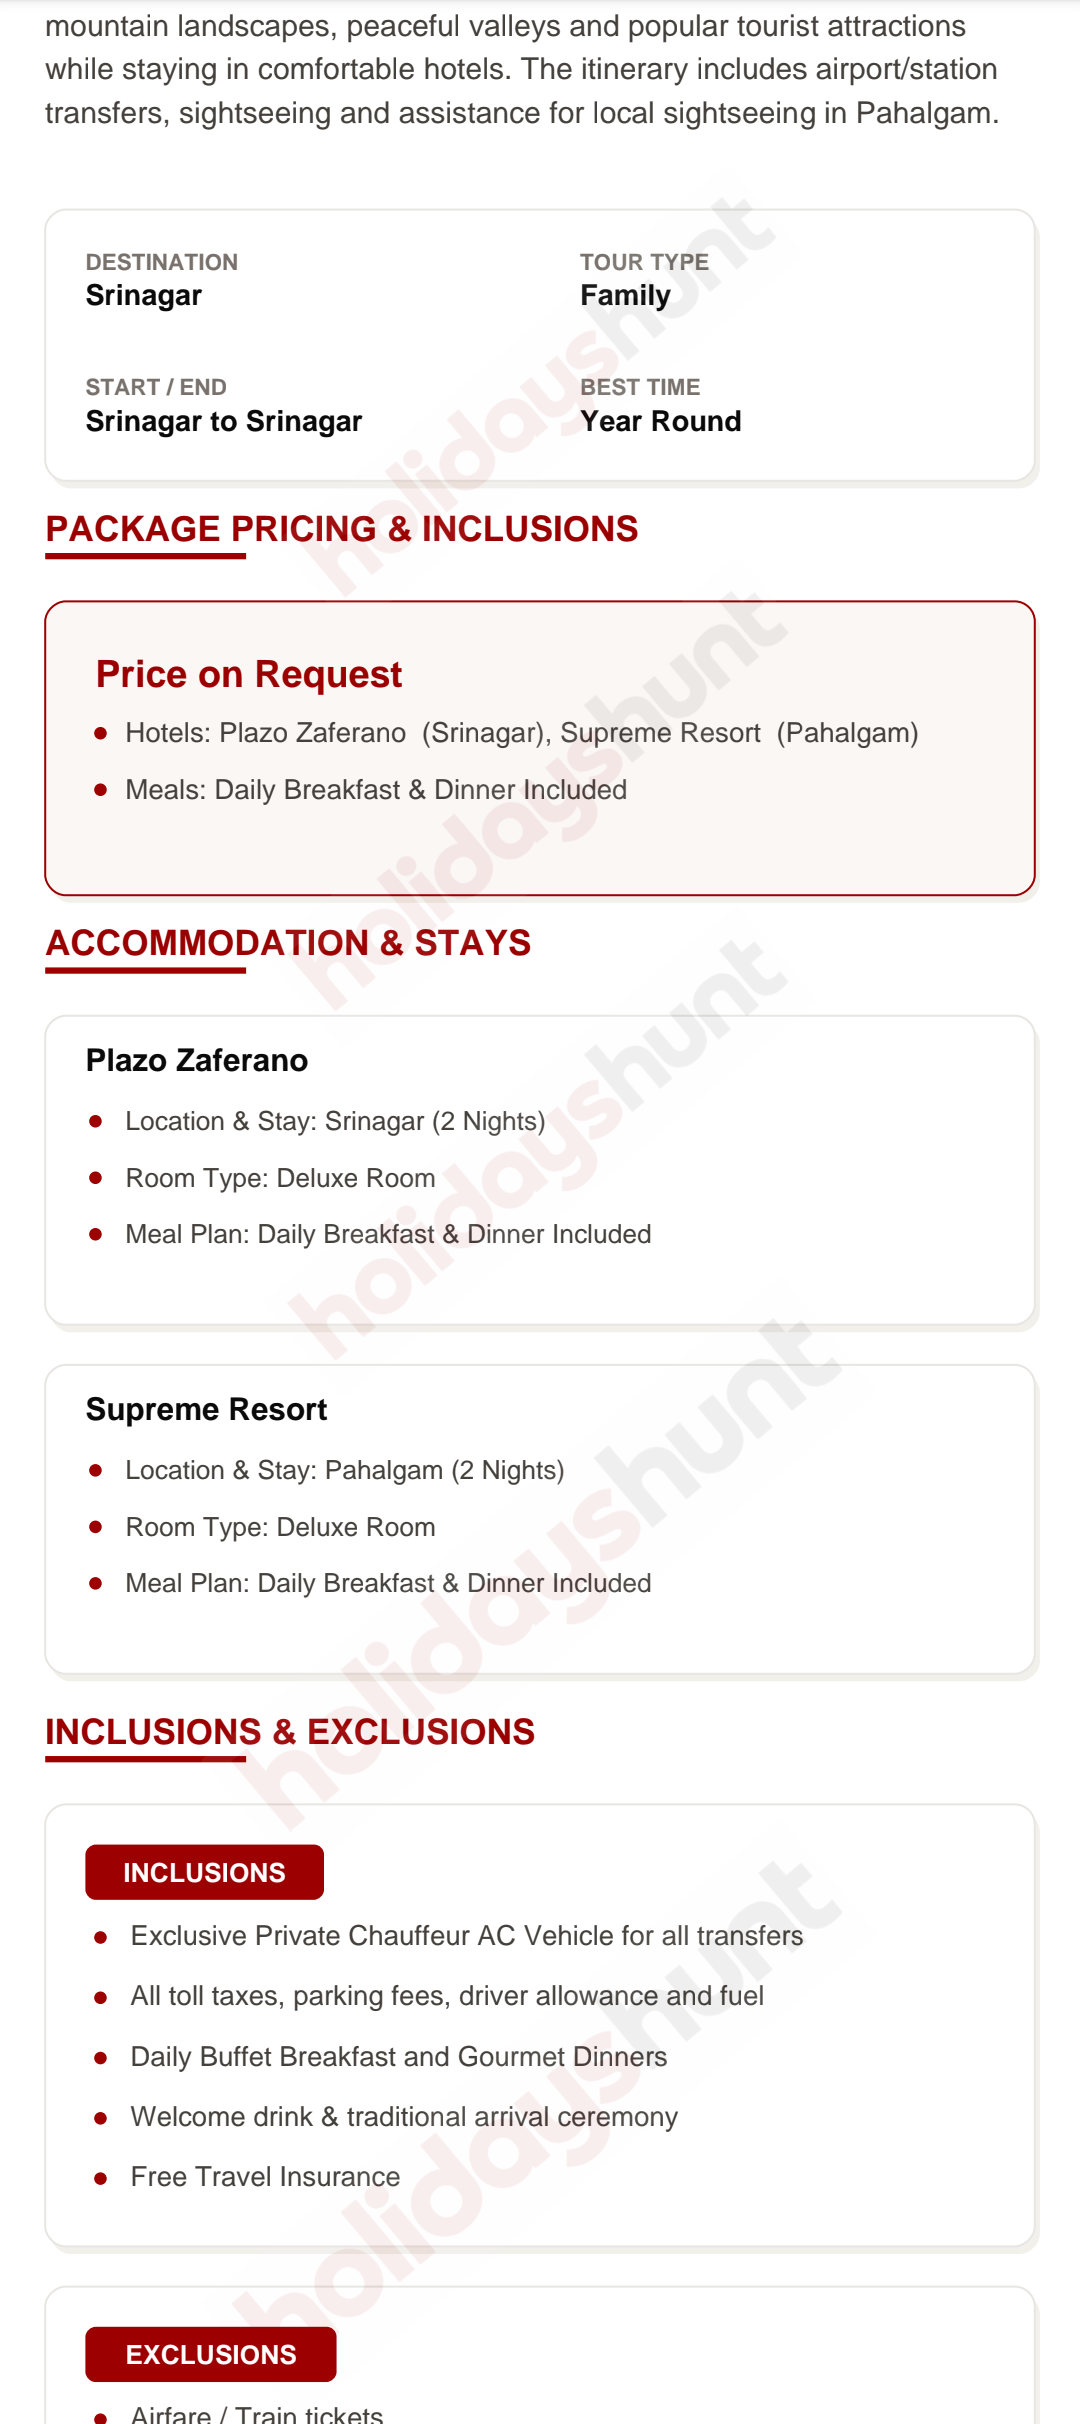 mountain landscapes, peaceful valleys and popular tourist attractions
while staying in comfortable hotels. The itinerary includes airport/station
transfers, sightseeing and assistance for local sightseeing in Pahalgam.
DESTINATION
Srinagar
TOUR TYPE
Family
START / END
Srinagar to Srinagar
BEST TIME
Year Round
holidayshunt
PACKAGE PRICING & INCLUSIONS
Price on Request
Hotels: Plazo Zaferano  (Srinagar), Supreme Resort  (Pahalgam)
Meals: Daily Breakfast & Dinner Included
holidayshunt
ACCOMMODATION & STAYS
Plazo Zaferano
Location & Stay: Srinagar (2 Nights)
Room Type: Deluxe Room
Meal Plan: Daily Breakfast & Dinner Included
holidayshunt
Supreme Resort
Location & Stay: Pahalgam (2 Nights)
Room Type: Deluxe Room
Meal Plan: Daily Breakfast & Dinner Included
holidayshunt
INCLUSIONS & EXCLUSIONS
INCLUSIONS
Exclusive Private Chauffeur AC Vehicle for all transfers
All toll taxes, parking fees, driver allowance and fuel
Daily Buffet Breakfast and Gourmet Dinners
Welcome drink & traditional arrival ceremony
Free Travel Insurance
holidayshunt
EXCLUSIONS
Airfare / Train tickets